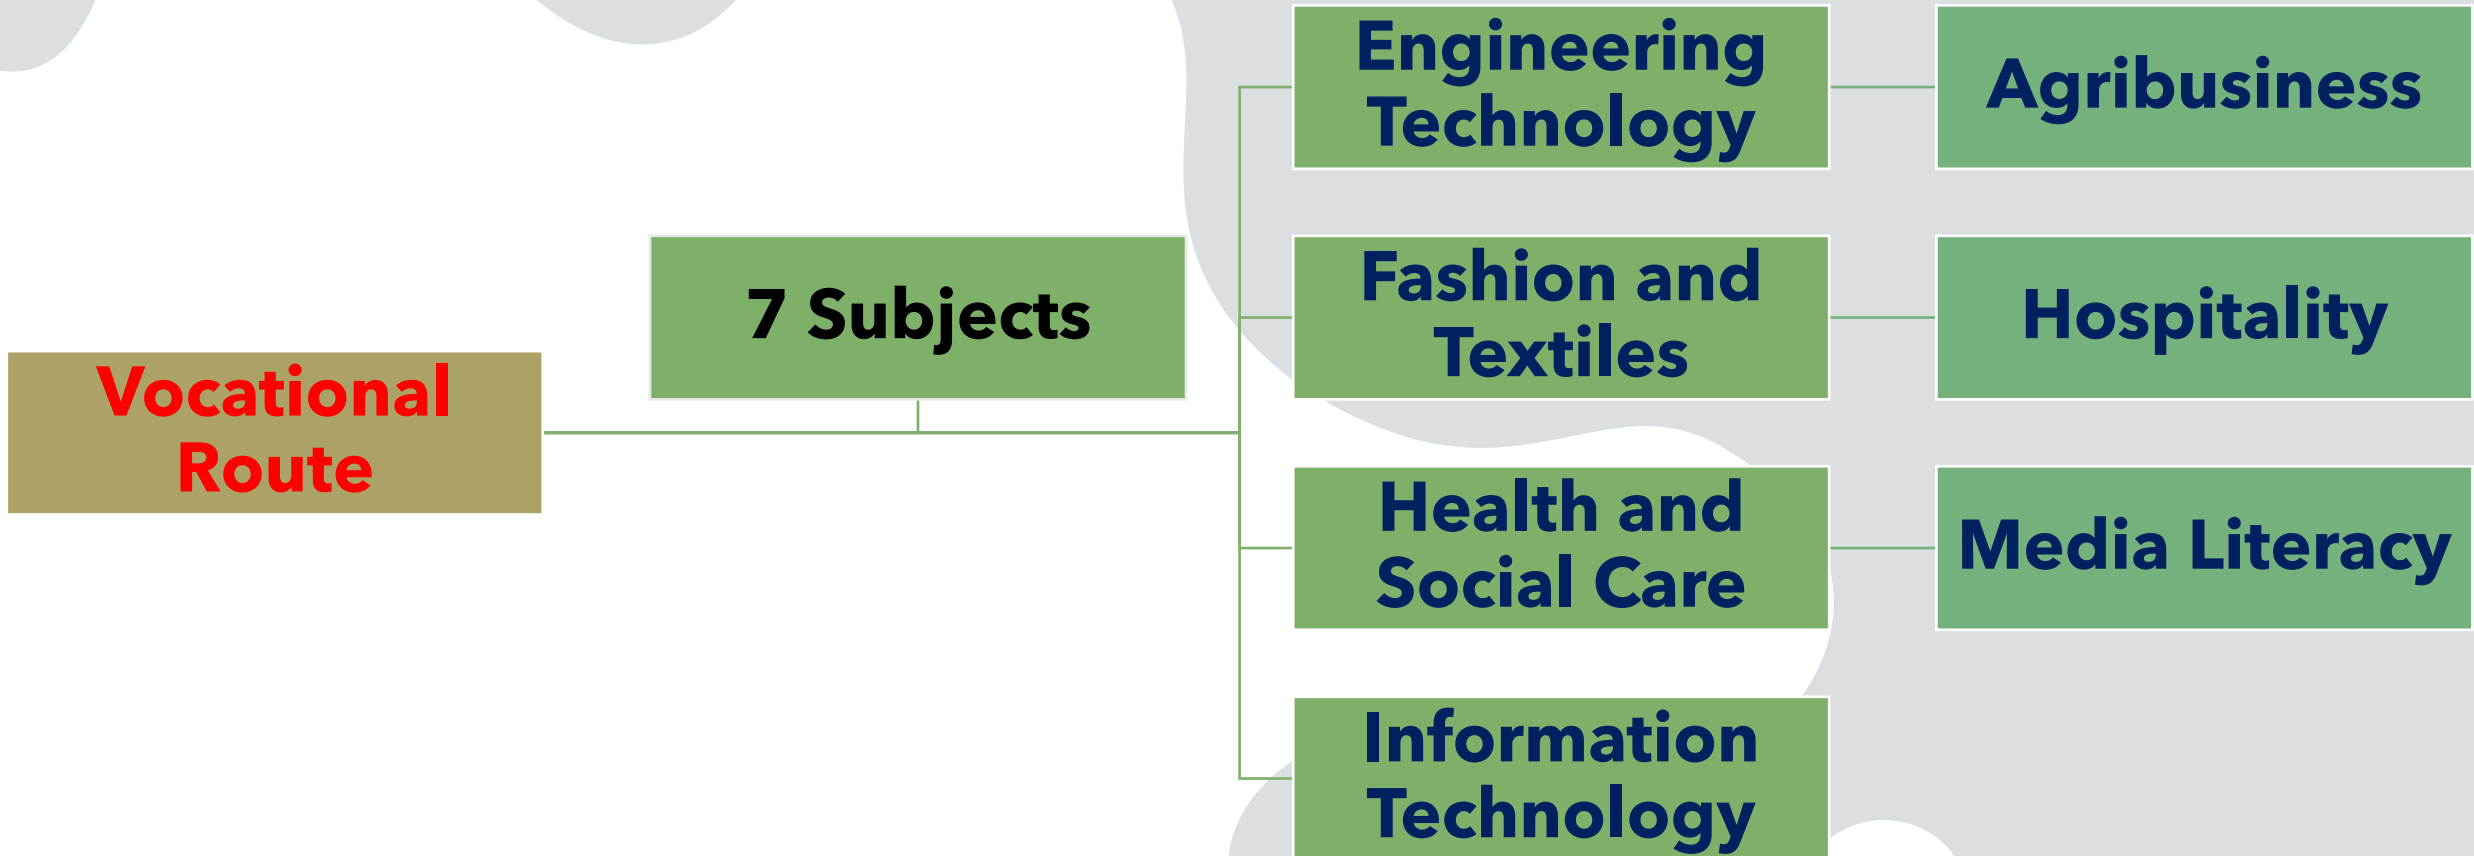 Vocational
Route
7 Subjects
Engineering
Technology
Agribusiness
Fashion and
Textiles
Hospitality
Health and
Social Care
Media Literacy
Information
Technology